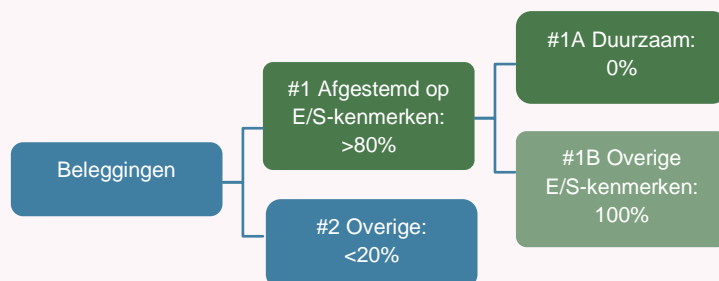 Beleggingen
#1 Afgestemd op
E/S-kenmerken:
>80%
#2 Overige:
<20%
#1A Duurzaam:
0%
#1B Overige
E/S-kenmerken:
100%